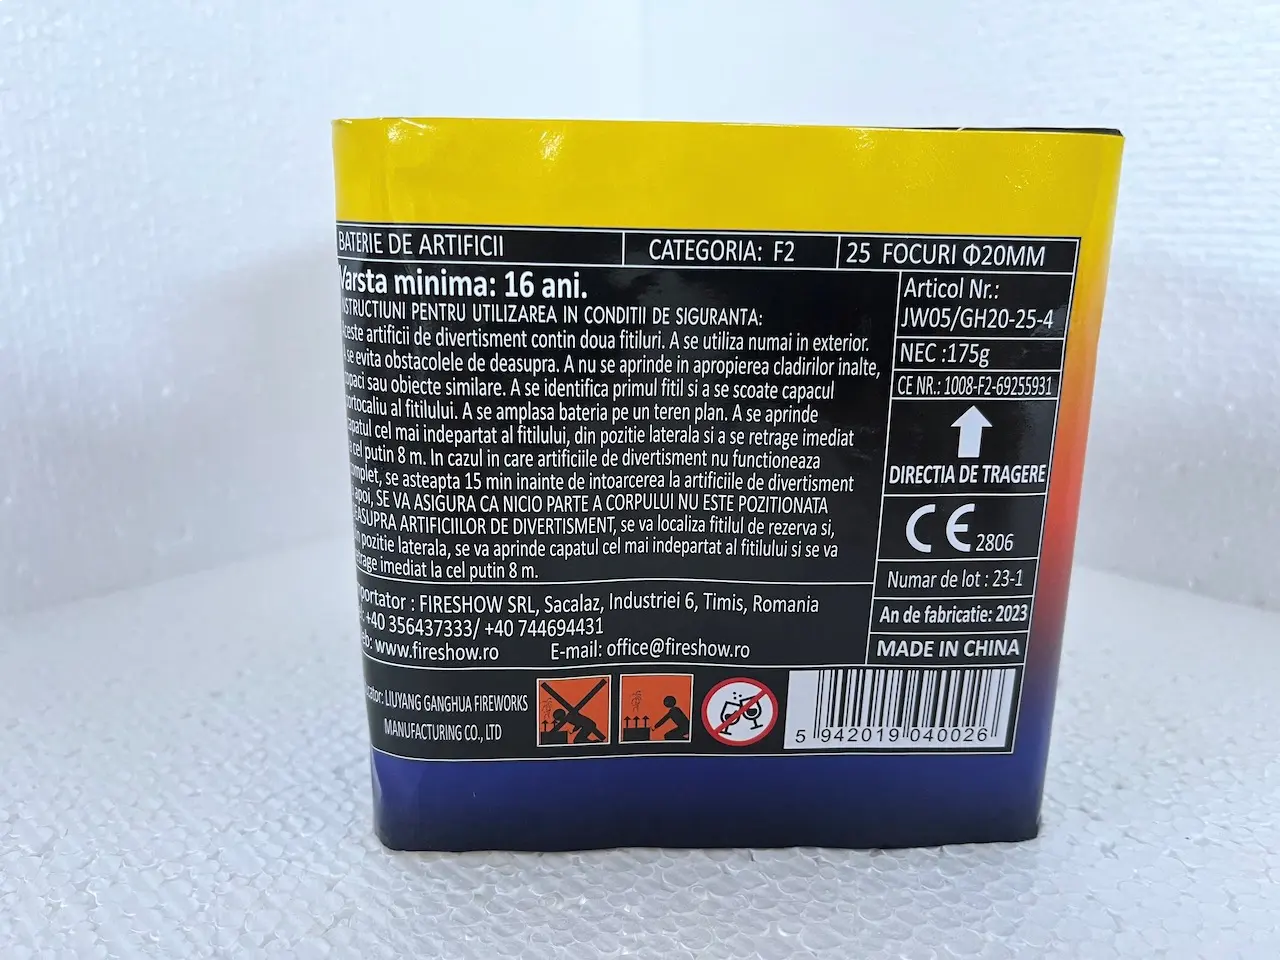 BATERIE DE ARTIFICII CATEGORIA: F2 25 FOCURI Φ20MM
Varsta minima: 16 ani.
INSTRUCTIUNI PENTRU UTILIZAREA IN CONDITII DE SIGURANTA:
artificii de divertisment contin doua fitiluri. A se utiliza numai in exterior.
se evita obstacolele de deasupra. A nu se aprinde in apropierea cladirilor inalte,
sau obiecte similare. A se identifica primul fitil si a se scoate capacul
al fitilului. A se amplasa bateria pe un teren plan. A se aprinde
cel mai indepartat al fitilului, din pozitie laterala si a se retrage imediat
cel putin 8 m. In cazul in care artificiile de divertisment nu functioneaza
se asteapta 15 min inainte de intoarcerea la artificiile de divertisment
apoi, SE VA ASIGURA CA NICIO PARTE A CORPULUI NU ESTE POZITIONATA
ASUPRA ARTIFICIILOR DE DIVERTISMENT, se va localiza fitilul de rezerva si,
pozitie laterala, se va aprinde capatul cel mai indepartat al fitilului si se va
imediat la cel putin 8 m.
Articol Nr.:
JW05/GH20-25-4
NEC :175g
CE NR.: 1008-F2-69255931
DIRECTIA DE TRAGERE
CE 2806
Numar de lot : 23-1
An de fabricatie: 2023
MADE IN CHINA
: FIRESHOW SRL, Sacalaz, Industriei 6, Timis, Romania
+40 356437333/ +40 744694431
www.fireshow.ro E-mail: office@fireshow.ro
LIUYANG GANGHUA FIREWORKS
MANUFACTURING CO., LTD
5 942019 040026